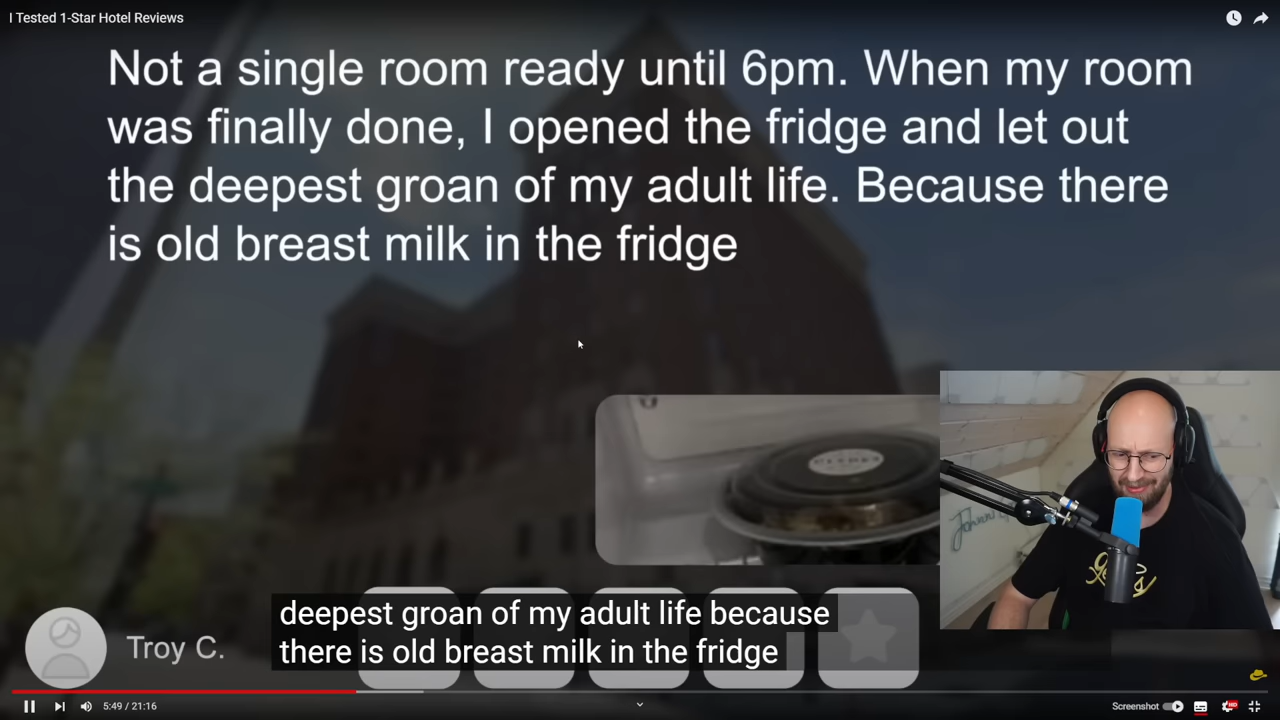 I Tested 1-Star Hotel Reviews
Not a single room ready until 6pm. When my room
was finally done, I opened the fridge and let out
the deepest groan of my adult life. Because there
is old breast milk in the fridge
Troy C.
deepest groan of my adult life because
there is old breast milk in the fridge
5:49 / 21:16
Screenshot
HD